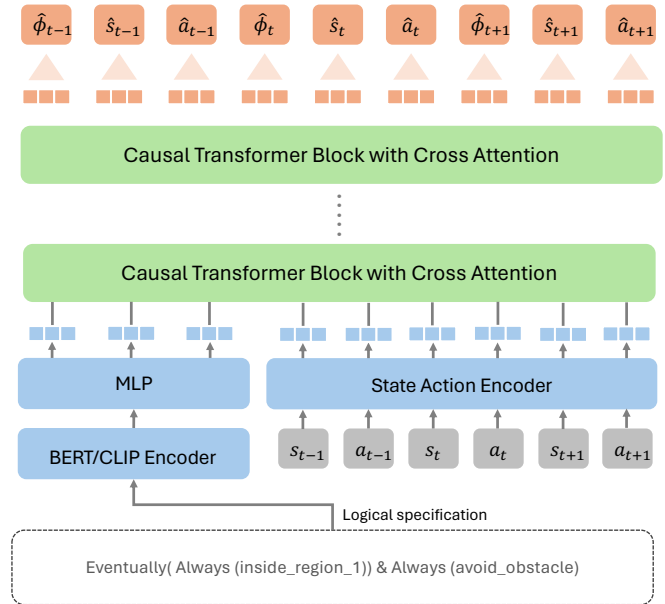 ϕ̂ₜ₋₁ ŝₜ₋₁ âₜ₋₁ ϕ̂ₜ ŝₜ âₜ ϕ̂ₜ₊₁ ŝₜ₊₁ âₜ₊₁
Causal Transformer Block with Cross Attention
Causal Transformer Block with Cross Attention
MLP
State Action Encoder
BERT/CLIP Encoder
sₜ₋₁ aₜ₋₁ sₜ aₜ sₜ₊₁ aₜ₊₁
Logical specification
Eventually( Always (inside_region_1)) & Always (avoid_obstacle)